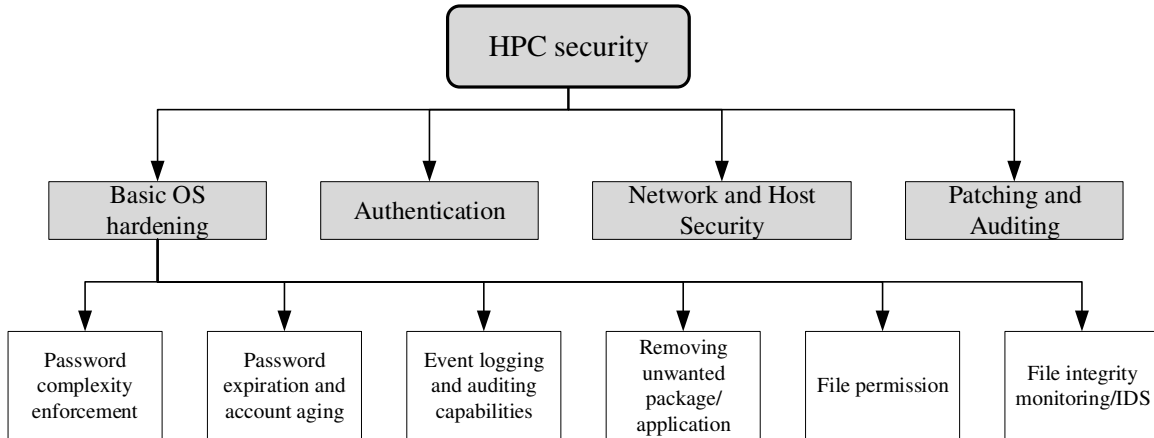 HPC security
Basic OS
hardening
Authentication
Network and Host
Security
Patching and
Auditing
Password
complexity
enforcement
Password
expiration and
account aging
Event logging
and auditing
capabilities
Removing
unwanted
package/
application
File permission
File integrity
monitoring/IDS